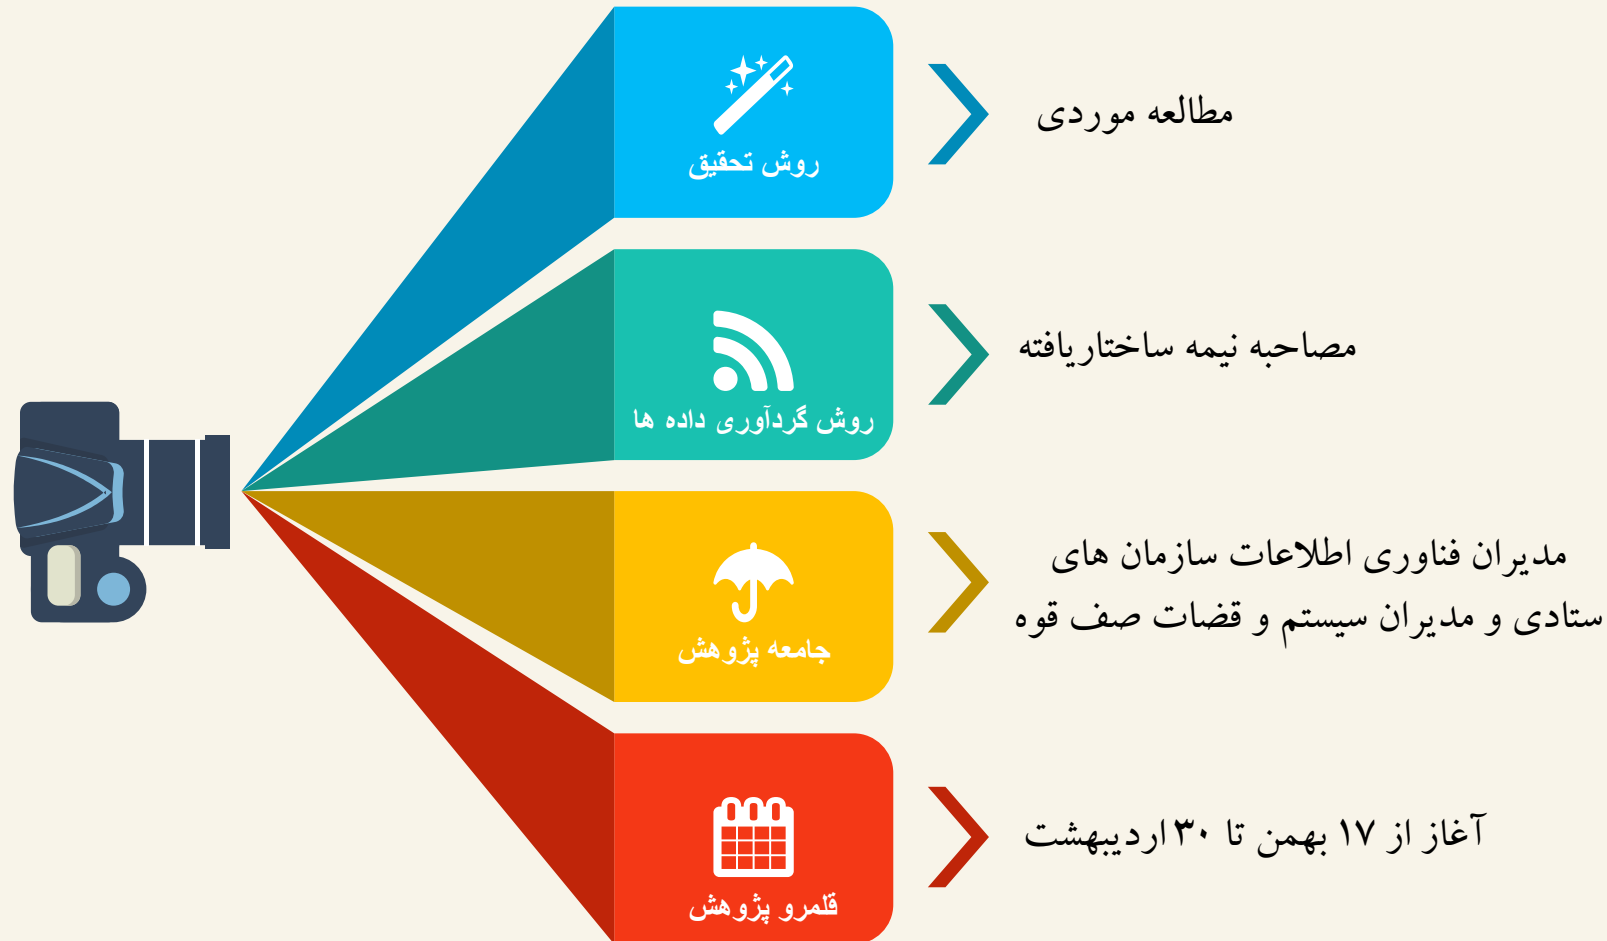 روش تحقیق
مطالعه موردی
روش گردآوری داده ها
مصاحبه نیمه ساختاریافته
جامعه پژوهش
مدیران فناوری اطلاعات سازمان های
ستادی و مدیران سیستم و قضات صف قوه
قلمرو پژوهش
آغاز از ۱۷ بهمن تا ۳۰ اردیبهشت